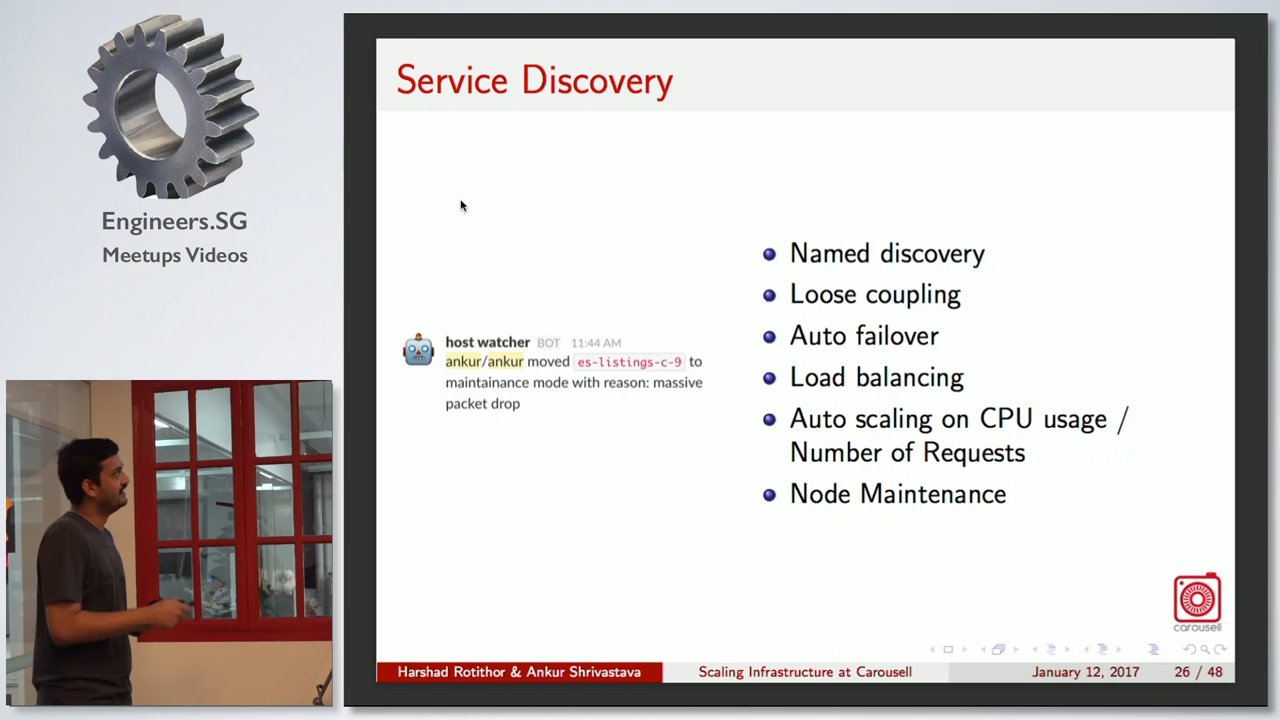 Engineers.SG
Meetups Videos
Service Discovery
host watcher BOT 11:44 AM
ankur/ankur moved es-listings-c-9 to
maintainance mode with reason: massive
packet drop
Named discovery
Loose coupling
Auto failover
Load balancing
Auto scaling on CPU usage /
Number of Requests
Node Maintenance
carousell
Harshad Rotithor & Ankur Shrivastava
Scaling Infrastructure at Carousell
January 12, 2017
26 / 48